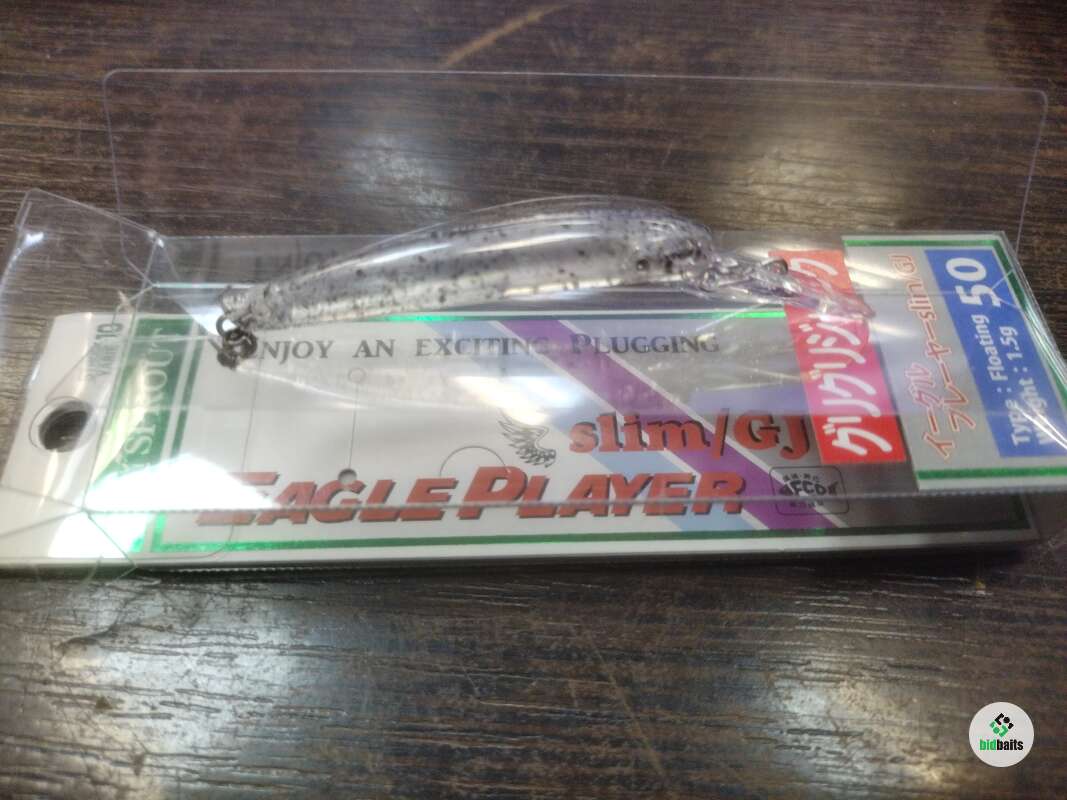 ENJOY AN EXCITING PLUGGING
slim/GJ
EAGLE PLAYER
グリグリジャーク
イーグル
プレーヤーslim/GJ
50
Type : Floating
Weight : 1.5g
AFCO
bidbaits